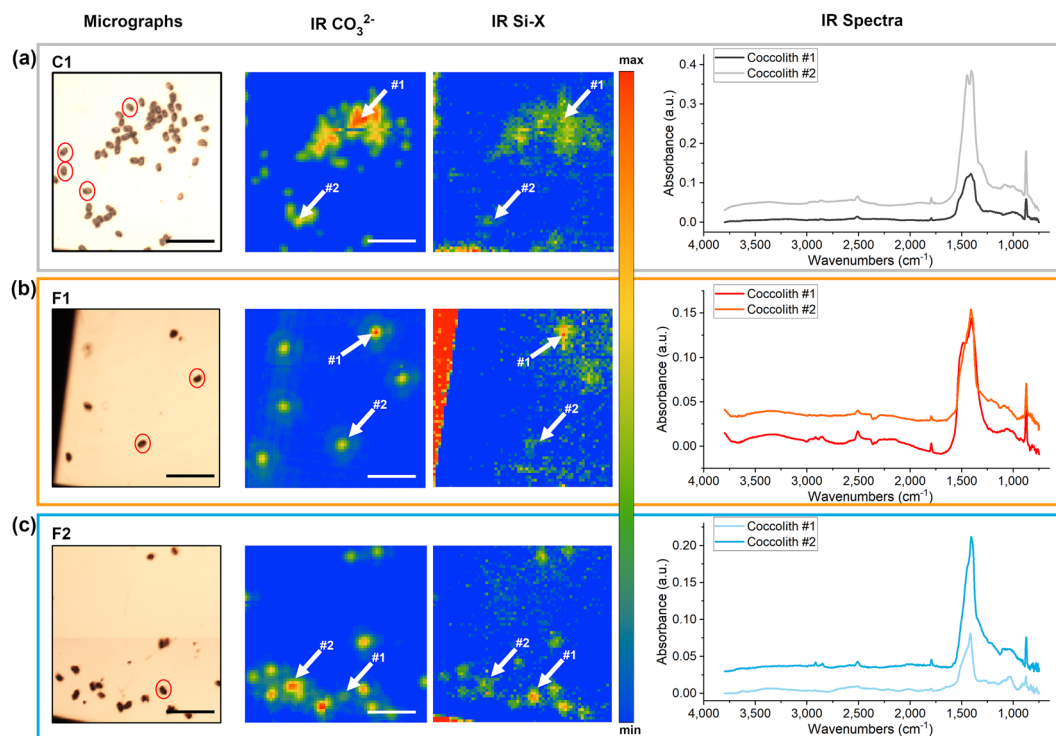 Micrographs IR CO₃²⁻ IR Si-X IR Spectra
(a)
C1
#1
#2
#1
#2
max
min
Coccolith #1
Coccolith #2
Absorbance (a.u.)
0.4
0.3
0.2
0.1
0.0
4,000 3,500 3,000 2,500 2,000 1,500 1,000
Wavenumbers (cm⁻¹)
(b)
F1
#1
#2
#1
#2
Coccolith #1
Coccolith #2
Absorbance (a.u.)
0.15
0.10
0.05
0.00
4,000 3,500 3,000 2,500 2,000 1,500 1,000
Wavenumbers (cm⁻¹)
(c)
F2
#2
#1
#2
#1
Coccolith #1
Coccolith #2
Absorbance (a.u.)
0.20
0.15
0.10
0.05
0.00
4,000 3,500 3,000 2,500 2,000 1,500 1,000
Wavenumbers (cm⁻¹)